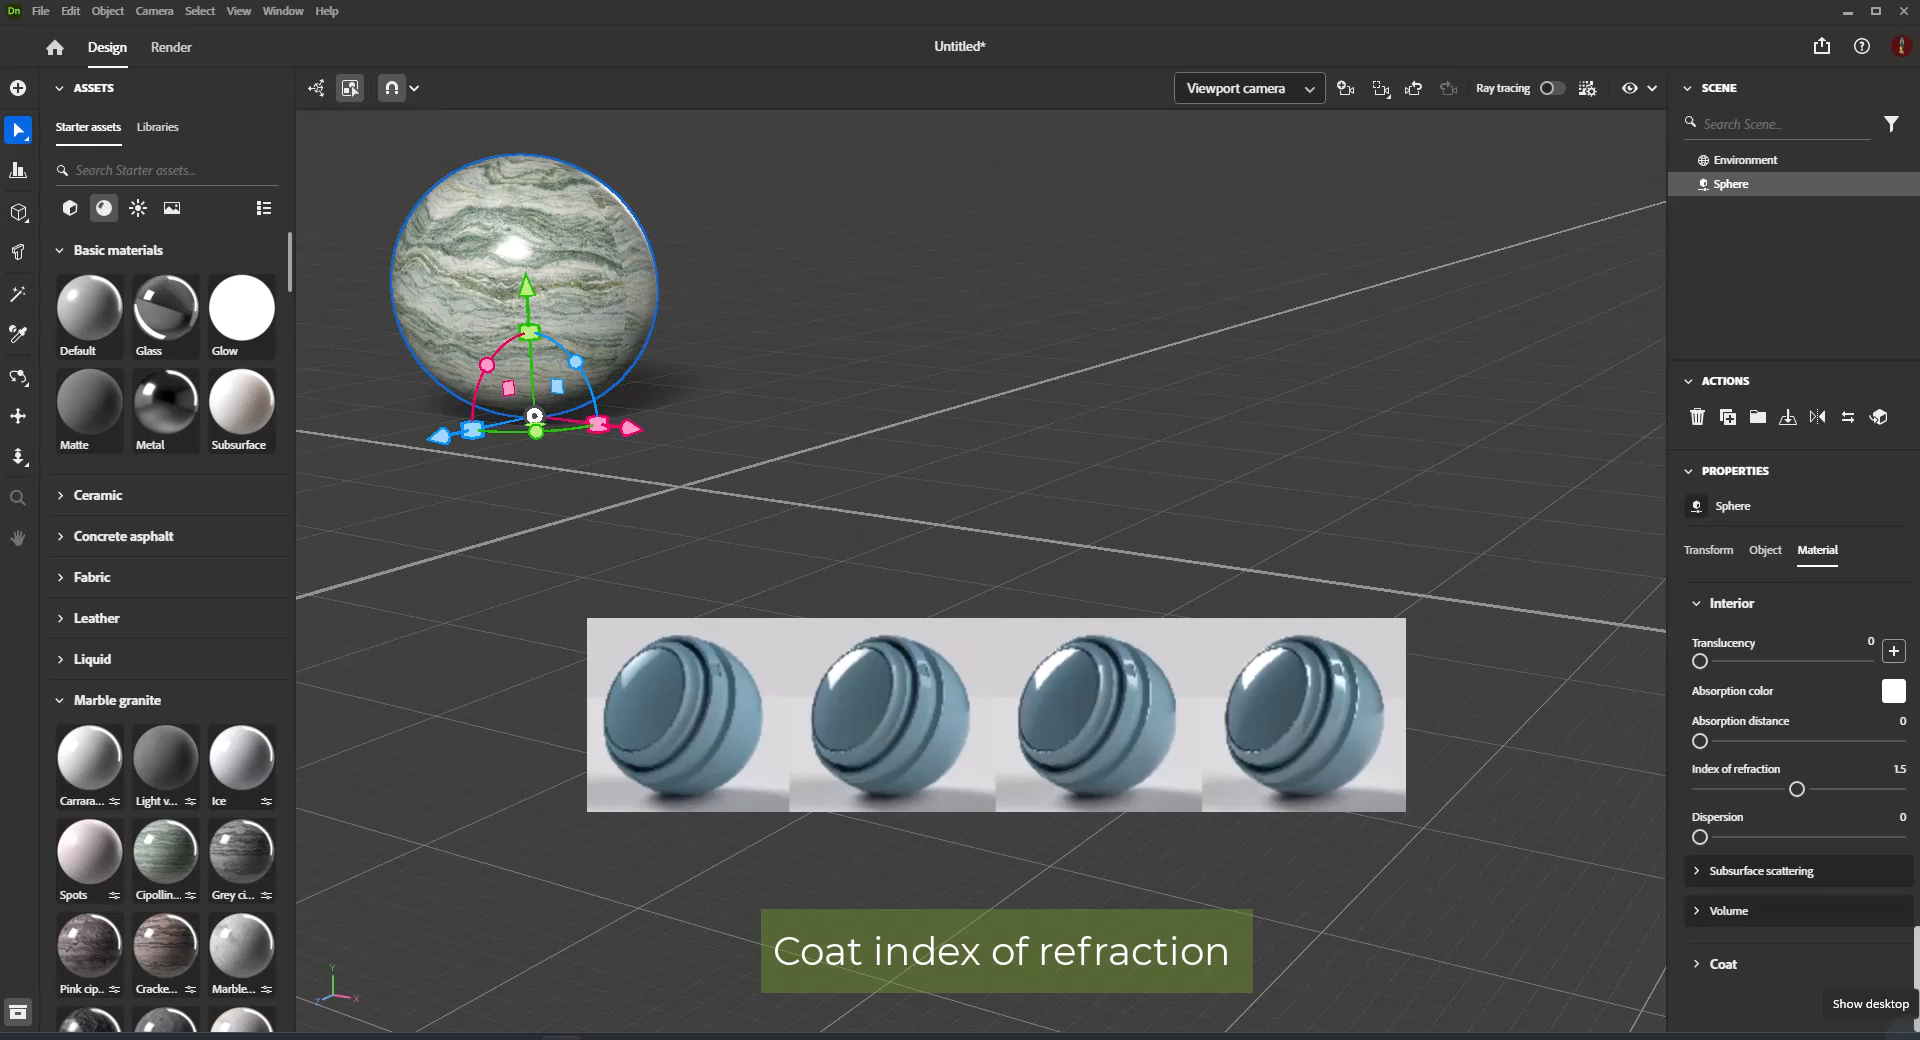 Dn File Edit Object Camera Select View Window Help
Design Render Untitled*
ASSETS
Starter assets Libraries
Search Starter assets...
Basic materials
Default Glass Glow
Matte Metal Subsurface
Ceramic
Concrete asphalt
Fabric
Leather
Liquid
Marble granite
Carrara... Light v... Ice
Spots Cipollin... Grey ci...
Pink cip.. Cracke... Marble...
Viewport camera Ray tracing
Y
Z X
Coat index of refraction
SCENE
Search Scene...
Environment
Sphere
ACTIONS
PROPERTIES
Sphere
Transform Object Material
Interior
Translucency 0
Absorption color
Absorption distance 0
Index of refraction 1.5
Dispersion 0
Subsurface scattering
Volume
Coat
Show desktop